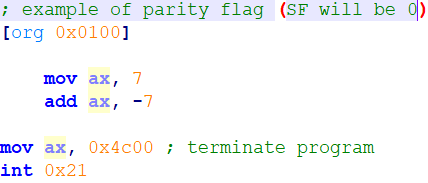 ; example of parity flag (SF will be 0)
[org 0x0100]
mov ax, 7
add ax, -7
mov ax, 0x4c00 ; terminate program
int 0x21